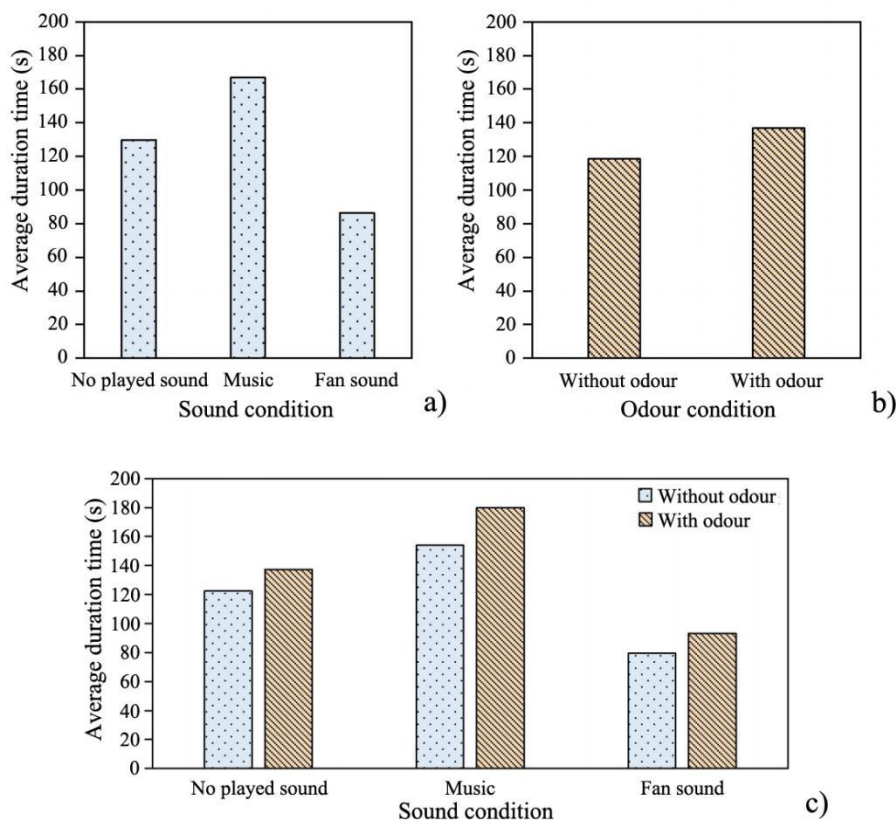 Average duration time (s)
200
180
160
140
120
100
80
60
40
20
0
No played sound Music Fan sound
Sound condition
a)
Average duration time (s)
200
180
160
140
120
100
80
60
40
20
0
Without odour With odour
Odour condition
b)
Average duration time (s)
200
180
160
140
120
100
80
60
40
20
0
Without odour
With odour
No played sound Music Fan sound
Sound condition
c)